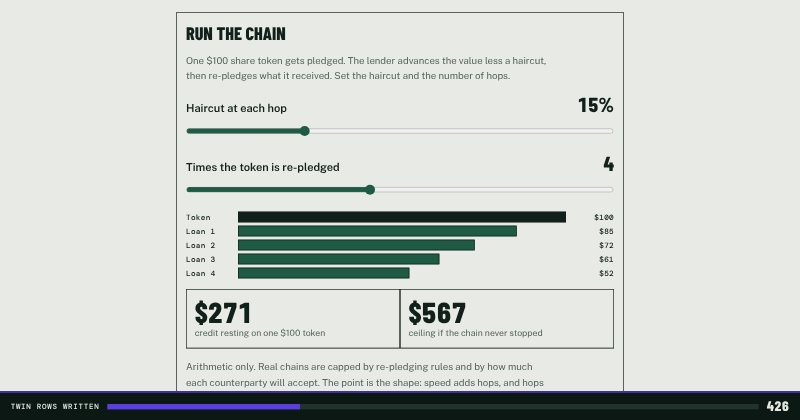 RUN THE CHAIN
One $100 share token gets pledged. The lender advances the value less a haircut,
then re-pledges what it received. Set the haircut and the number of hops.
Haircut at each hop 15%
Times the token is re-pledged 4
Token $100
Loan 1 $85
Loan 2 $72
Loan 3 $61
Loan 4 $52
$271 $567
credit resting on one $100 token ceiling if the chain never stopped
Arithmetic only. Real chains are capped by re-pledging rules and by how much
each counterparty will accept. The point is the shape: speed adds hops, and hops
TWIN ROWS WRITTEN 426